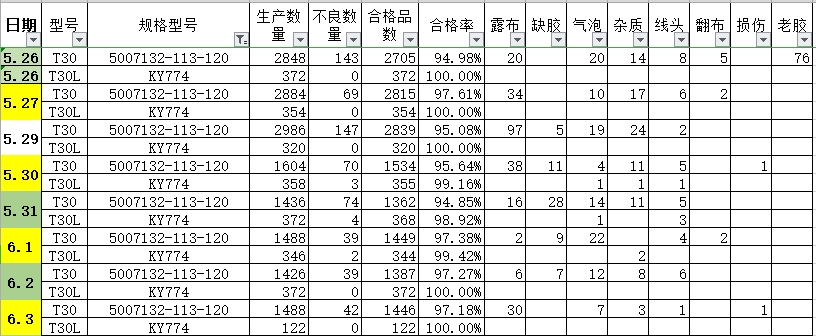 日期 型号 规格型号 生产数量 不良数量 合格品数 合格率 露布 缺胶 气泡 杂质 线头 翻布 损伤 老胶
5.26 T30 5007132-113-120 2848 143 2705 94.98% 20 20 14 8 5 76
5.26 T30L KY774 372 0 372 100.00%
5.27 T30 5007132-113-120 2884 69 2815 97.61% 34 10 17 6 2
T30L KY774 354 0 354 100.00%
5.29 T30 5007132-113-120 2986 147 2839 95.08% 97 5 19 24 2
T30L KY774 320 0 320 100.00%
5.30 T30 5007132-113-120 1604 70 1534 95.64% 38 11 4 11 5 1
T30L KY774 358 3 355 99.16% 1 1 1
5.31 T30 5007132-113-120 1436 74 1362 94.85% 16 28 14 11 5
T30L KY774 372 4 368 98.92% 1 3
6.1 T30 5007132-113-120 1488 39 1449 97.38% 2 9 22 4 2
T30L KY774 346 2 344 99.42% 2
6.2 T30 5007132-113-120 1426 39 1387 97.27% 6 7 12 8 6
T30L KY774 372 0 372 100.00%
6.3 T30 5007132-113-120 1488 42 1446 97.18% 30 7 3 1 1
T30L KY774 122 0 122 100.00%